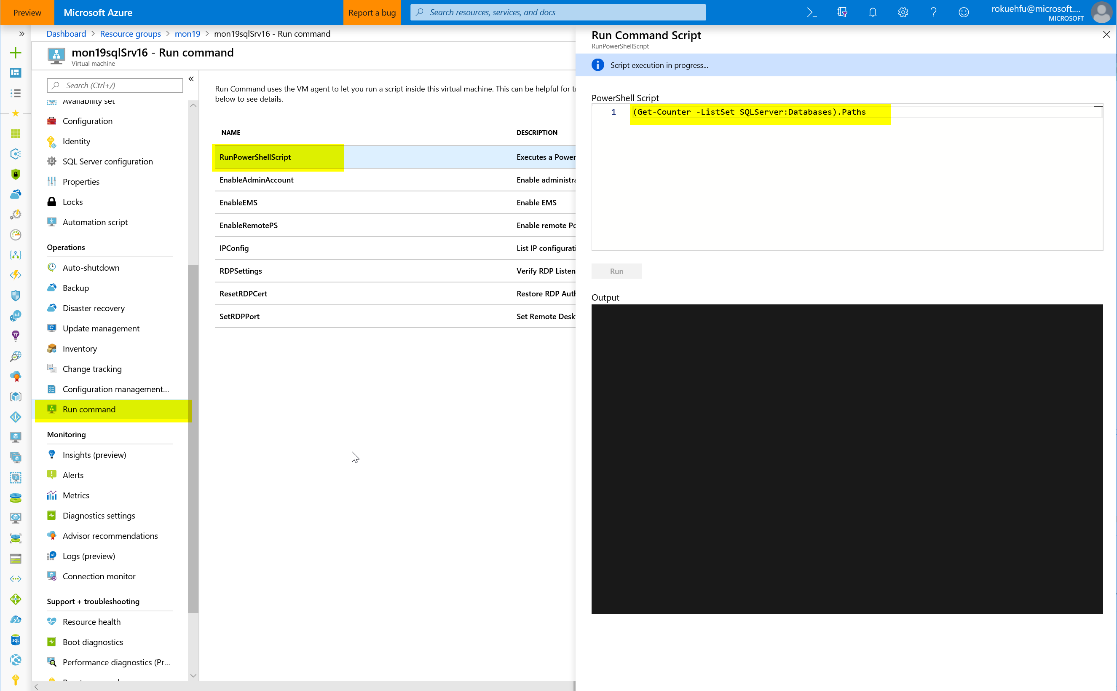 Preview
Microsoft Azure
Report a bug
Search resources, services, and docs
rokuehfu@microsoft....
MICROSOFT
Dashboard > Resource groups > mon19 > mon19sqlSrv16 - Run command
mon19sqlSrv16 - Run command
Virtual machine
Search (Ctrl+/)
Availability set
Configuration
Identity
SQL Server configuration
Properties
Locks
Automation script
Operations
Auto-shutdown
Backup
Disaster recovery
Update management
Inventory
Change tracking
Configuration management...
Run command
Monitoring
Insights (preview)
Alerts
Metrics
Diagnostics settings
Advisor recommendations
Logs (preview)
Connection monitor
Support + troubleshooting
Resource health
Boot diagnostics
Performance diagnostics (Pr...
Run Command uses the VM agent to let you run a script inside this virtual machine. This can be helpful for
below to see details.
NAME DESCRIPTION
RunPowerShellScript Executes a Power
EnableAdminAccount Enable administra
EnableEMS Enable EMS
EnableRemotePS Enable remote Po
IPConfig List IP configurati
RDPSettings Verify RDP Listen
ResetRDPCert Restore RDP Auth
SetRDPPort Set Remote Desk
Run Command Script
RunPowerShellScript
Script execution in progress...
PowerShell Script
1 (Get-Counter -ListSet SQLServer:Databases).Paths
Run
Output